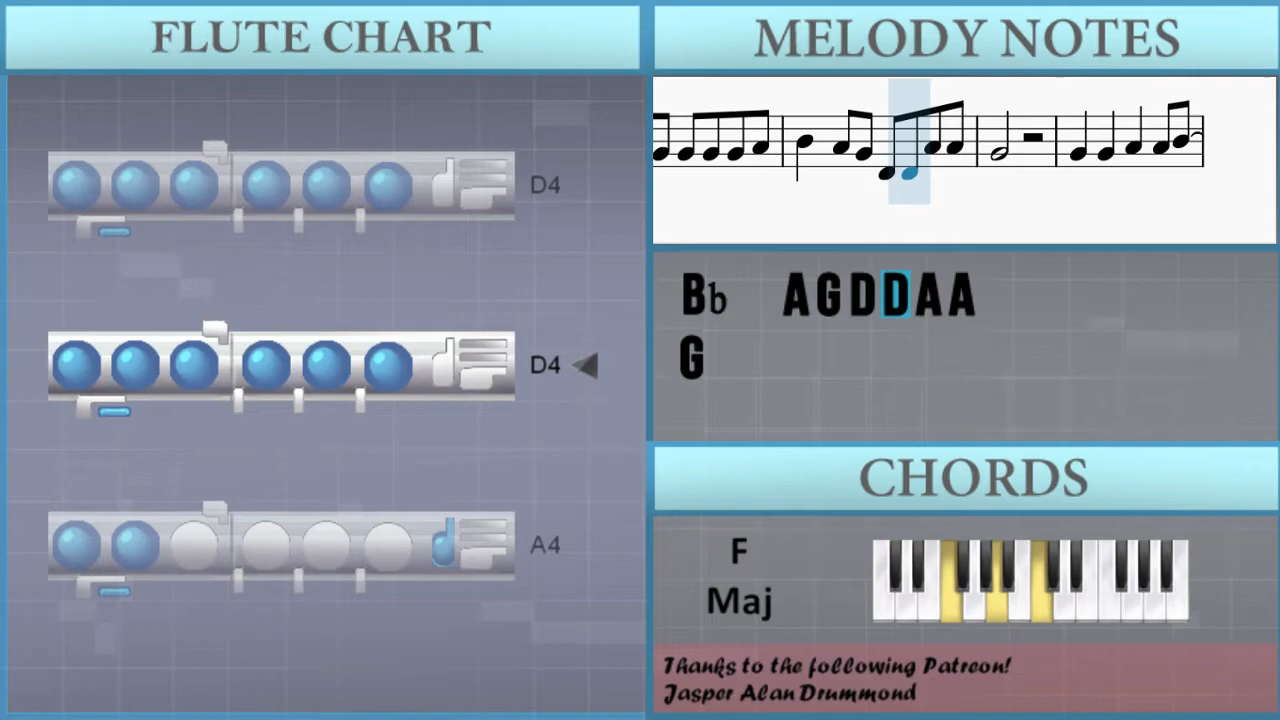 FLUTE CHART
D4
D4
A4
MELODY NOTES
Bb AGDDAA
G
CHORDS
F
Maj
Thanks to the following Patreon!
Jasper Alan Drummond